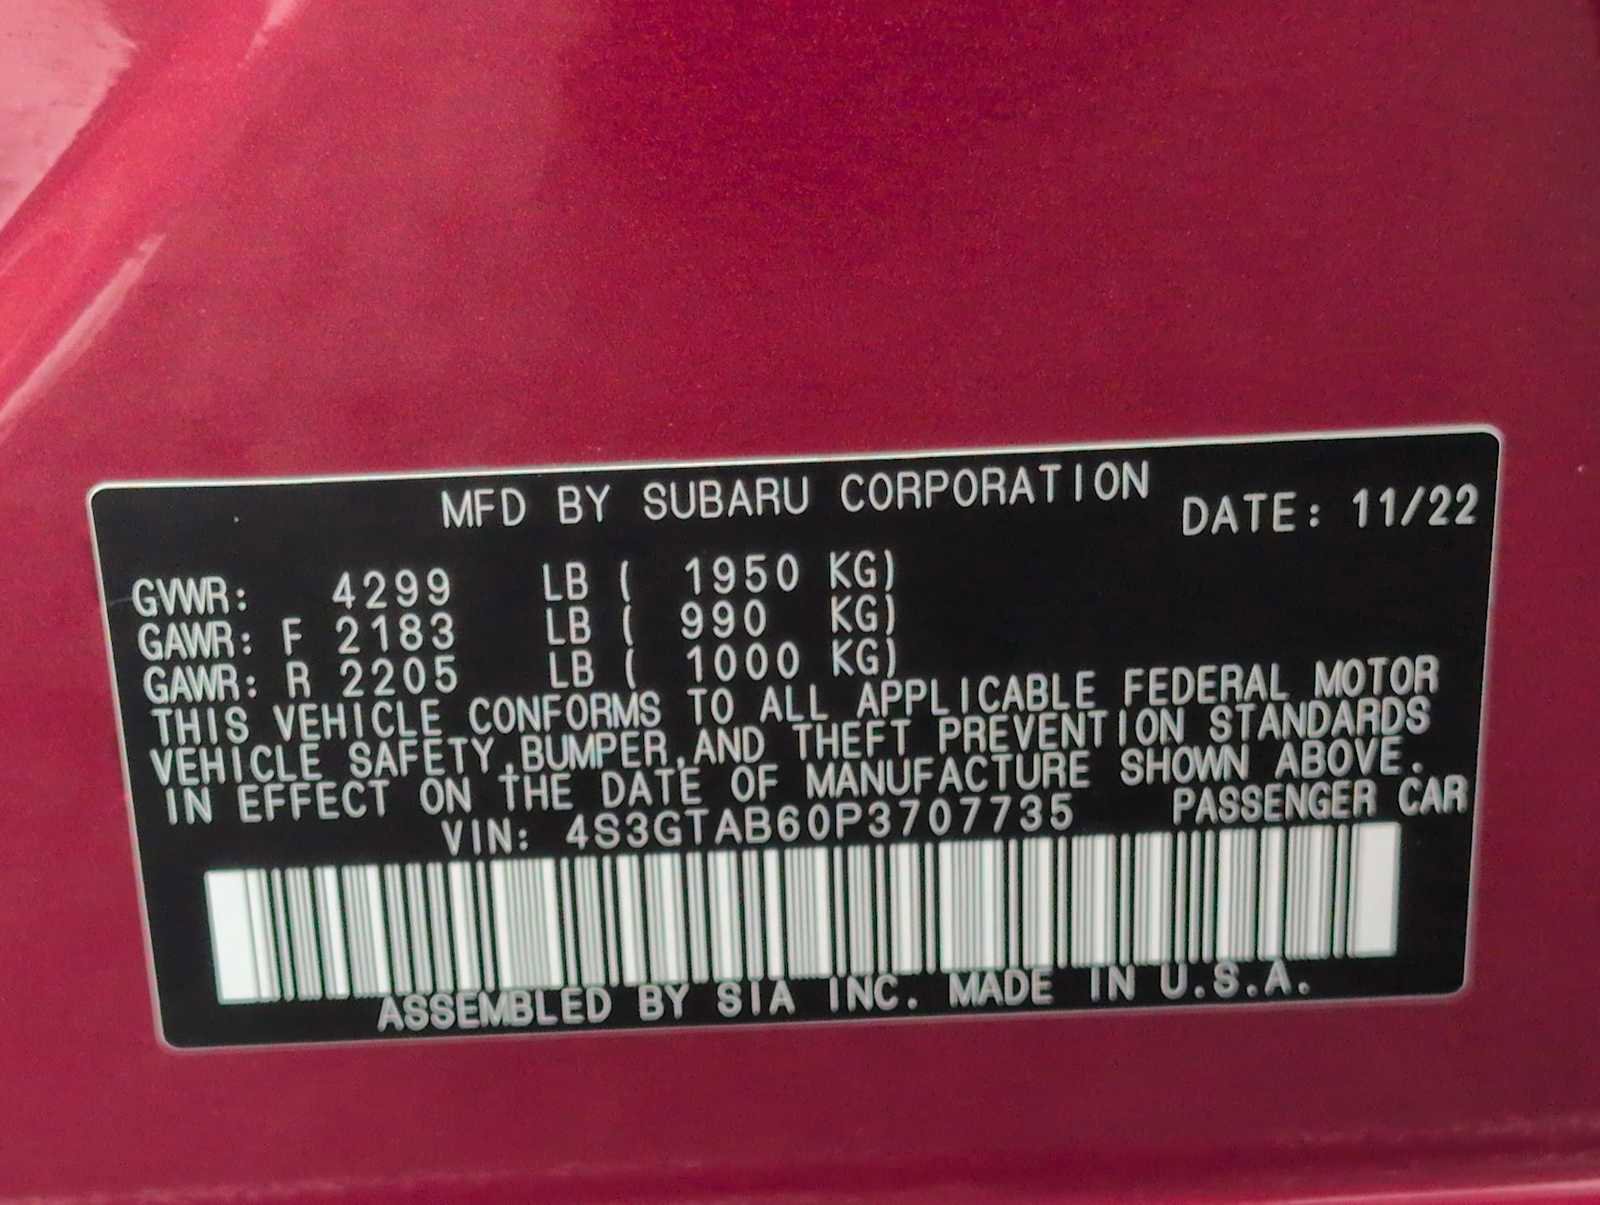 MFD BY SUBARU CORPORATION DATE: 11/22
GVWR: 4299 LB ( 1950 KG)
GAWR: F 2183 LB ( 990 KG)
GAWR: R 2205 LB ( 1000 KG)
THIS VEHICLE CONFORMS TO ALL APPLICABLE FEDERAL MOTOR
VEHICLE SAFETY,BUMPER,AND THEFT PREVENTION STANDARDS
IN EFFECT ON THE DATE OF MANUFACTURE SHOWN ABOVE.
VIN: 4S3GTAB60P3707735 PASSENGER CAR
ASSEMBLED BY SIA INC. MADE IN U.S.A.